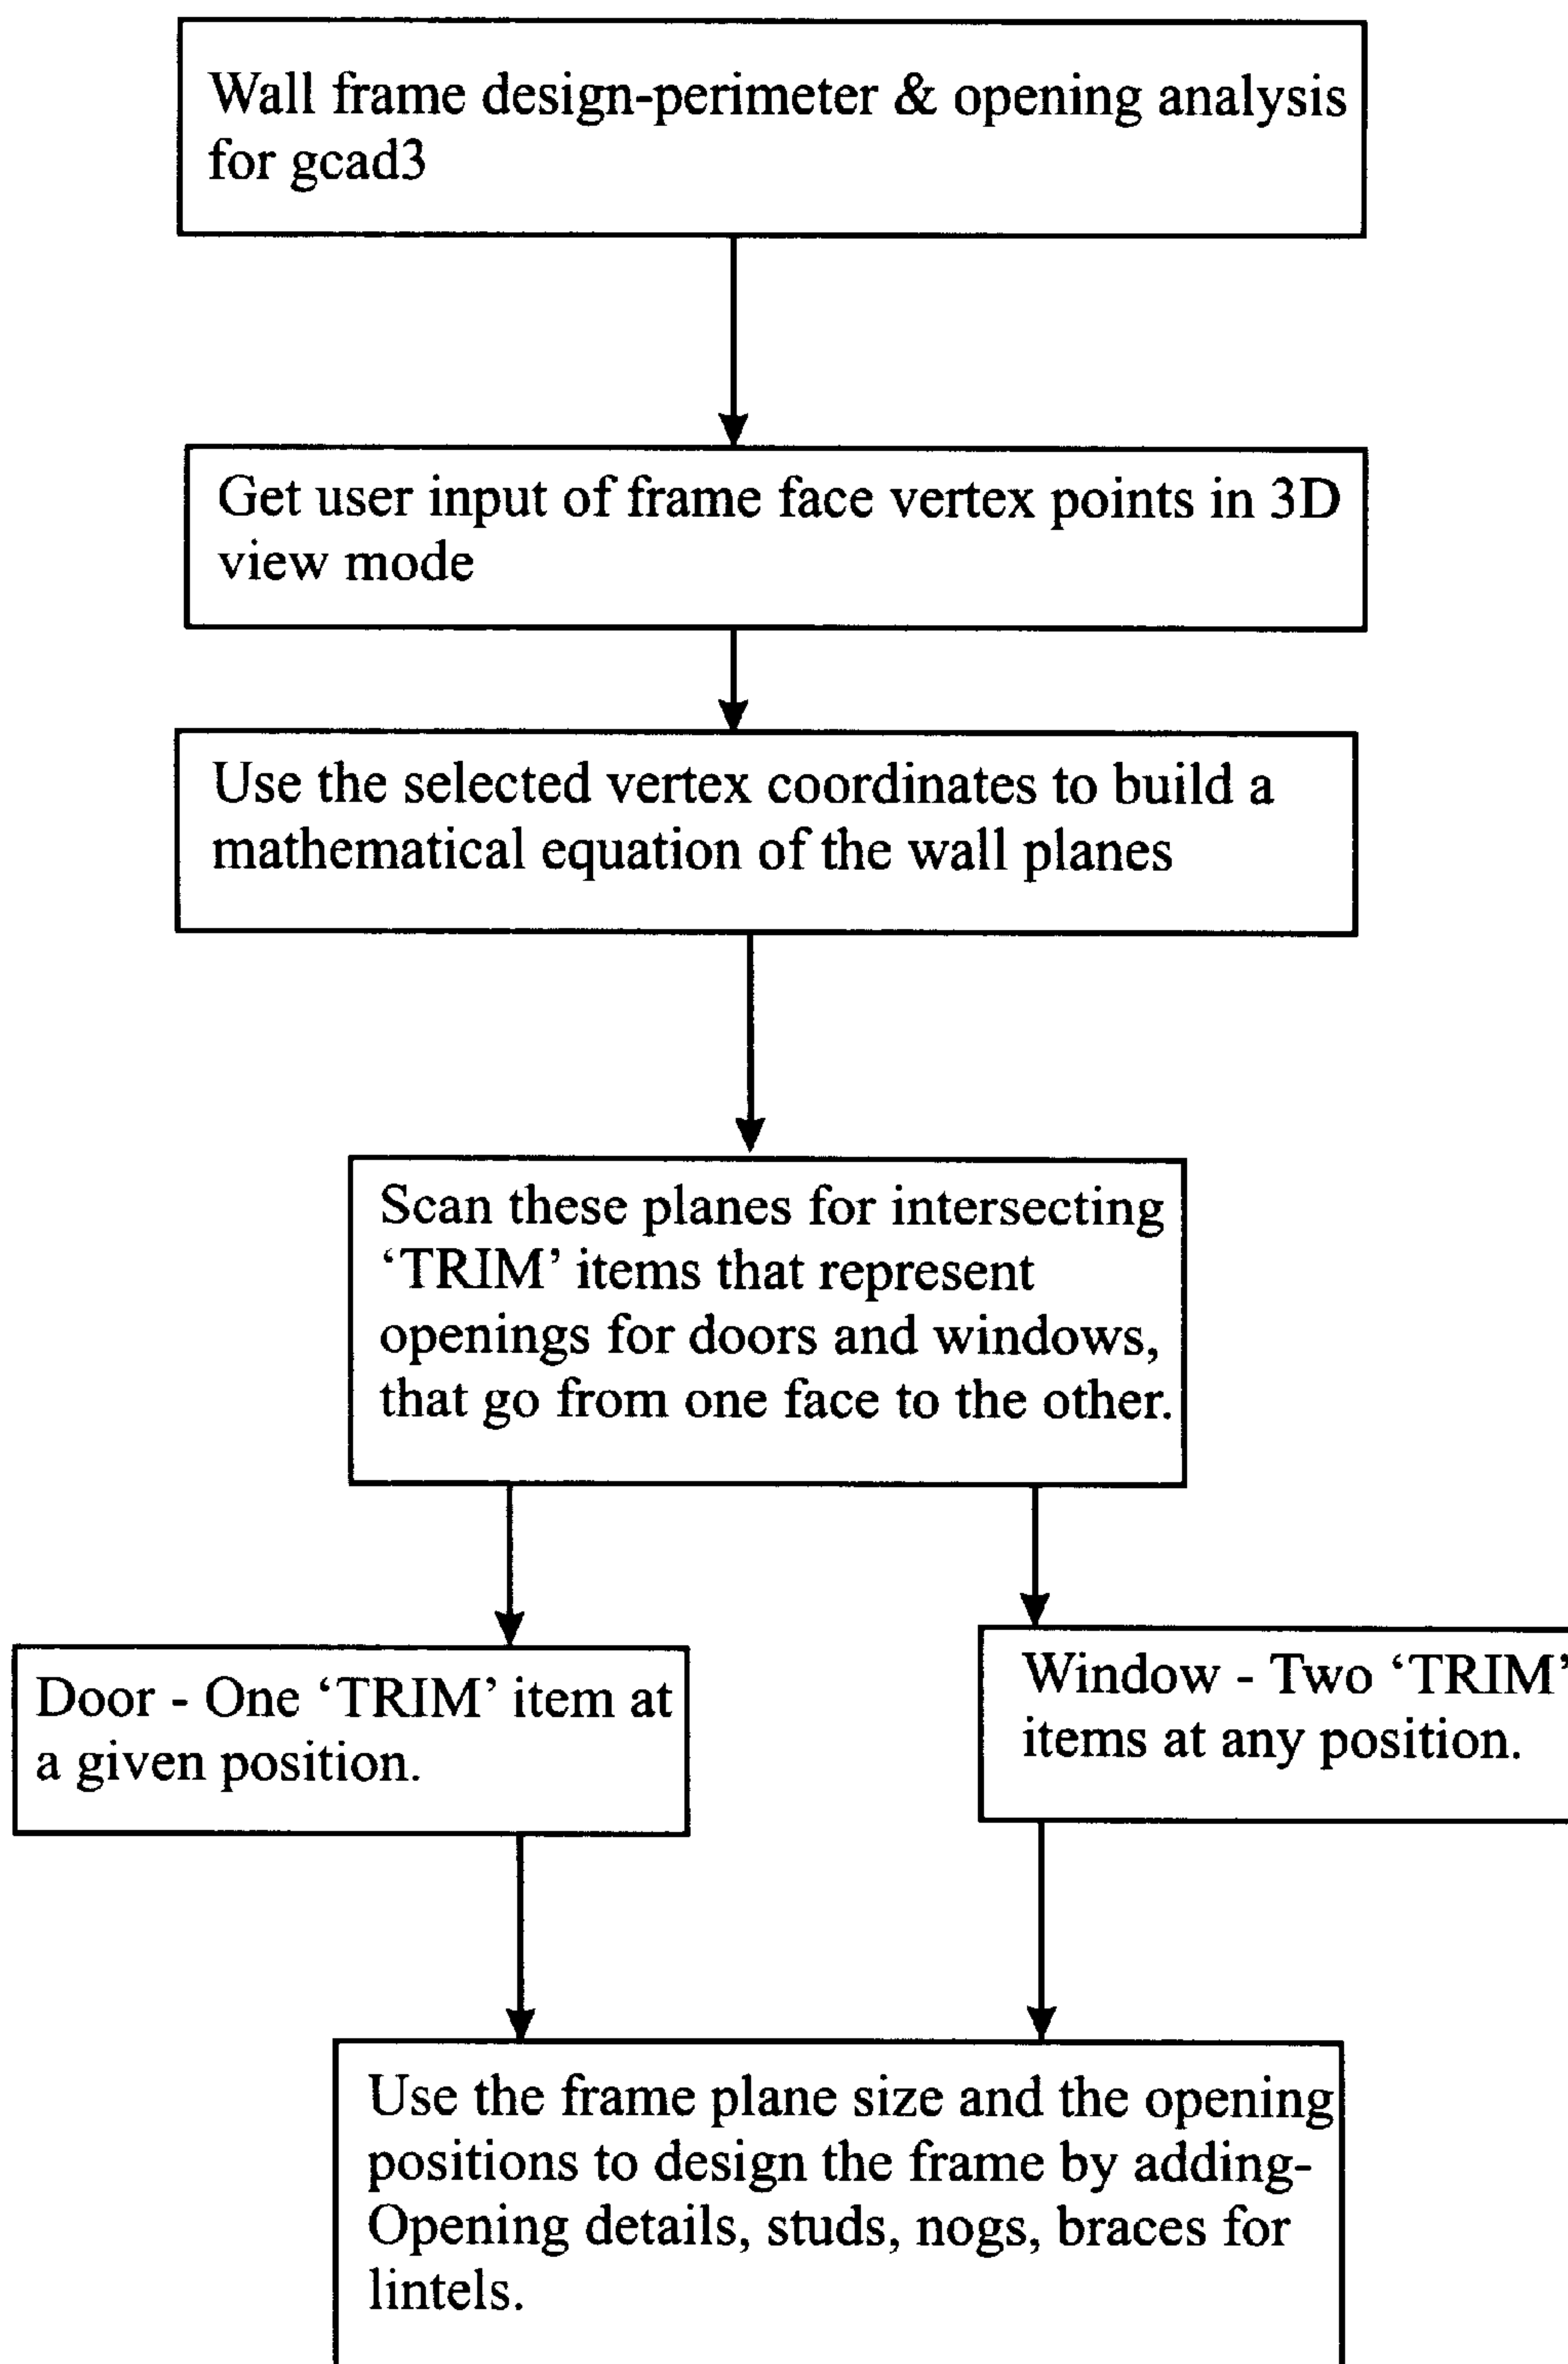 Wall frame design-perimeter & opening analysis
for gcad3
Get user input of frame face vertex points in 3D
view mode
Use the selected vertex coordinates to build a
mathematical equation of the wall planes
Scan these planes for intersecting
‘TRIM’ items that represent
openings for doors and windows,
that go from one face to the other.
Door - One ‘TRIM’ item at
a given position.
Window - Two ‘TRIM’
items at any position.
Use the frame plane size and the opening
positions to design the frame by adding-
Opening details, studs, nogs, braces for
lintels.